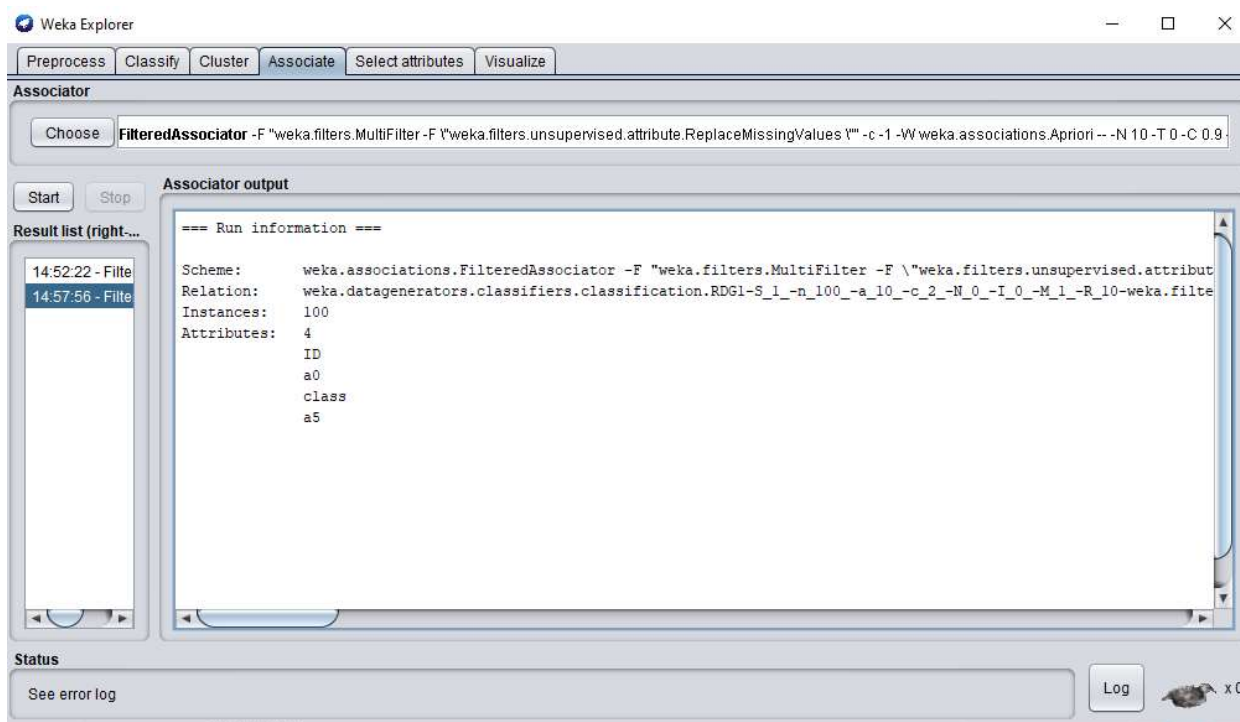 Weka Explorer
Preprocess Classify Cluster Associate Select attributes Visualize
Associator
Choose FilteredAssociator -F "weka.filters.MultiFilter -F \"weka.filters.unsupervised.attribute.ReplaceMissingValues \"" -c -1 -W weka.associations.Apriori -- -N 10 -T 0 -C 0.9 -
Start Stop
Associator output
Result list (right-...
14:52:22 - Filte
14:57:56 - Filte
=== Run information ===
Scheme: weka.associations.FilteredAssociator -F "weka.filters.MultiFilter -F \"weka.filters.unsupervised.attribut
Relation: weka.datagenerators.classifiers.classification.RDG1-S_1_-n_100_-a_10_-c_2_-N_0_-I_0_-M_1_-R_10-weka.filte
Instances: 100
Attributes: 4
ID
a0
class
a5
Status
See error log
Log
x 0